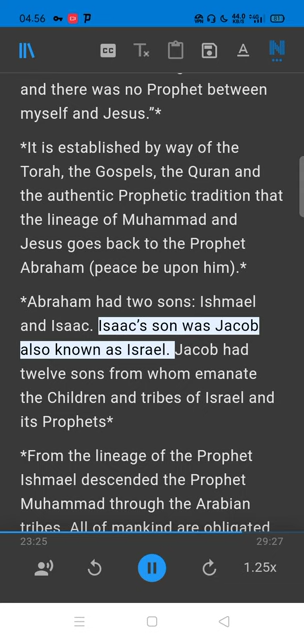 04.56
44.0
and there was no Prophet between
myself and Jesus.”*
*It is established by way of the
Torah, the Gospels, the Quran and
the authentic Prophetic tradition that
the lineage of Muhammad and
Jesus goes back to the Prophet
Abraham (peace be upon him).*
*Abraham had two sons: Ishmael
and Isaac. Isaac’s son was Jacob
also known as Israel. Jacob had
twelve sons from whom emanate
the Children and tribes of Israel and
its Prophets*
*From the lineage of the Prophet
Ishmael descended the Prophet
Muhammad through the Arabian
tribes. All of mankind are obligated
23:25
29:27
1.25x